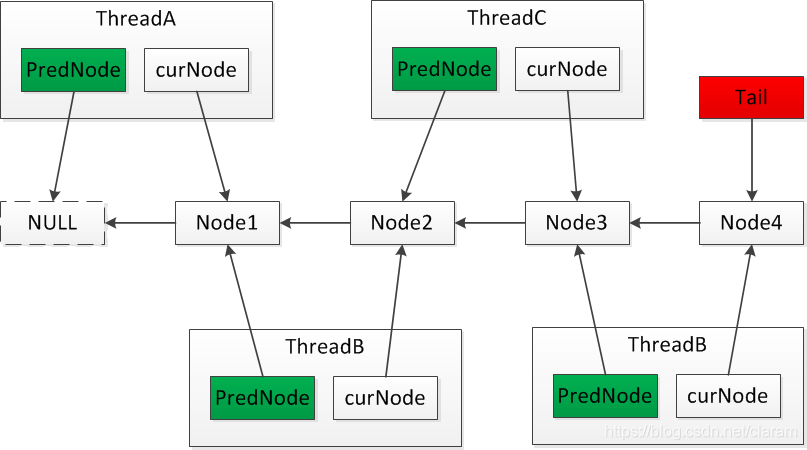 ThreadA
PredNode curNode
ThreadC
PredNode curNode
Tail
NULL Node1 Node2 Node3 Node4
ThreadB
PredNode curNode
ThreadB
PredNode curNode
https://blog.csdn.net/claram